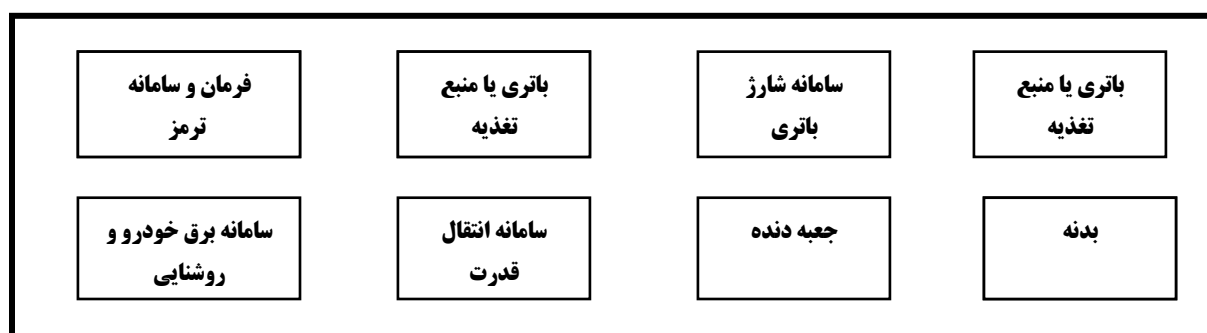 باتری یا منبع
تغذیه
سامانه شارژ
باتری
باتری یا منبع
تغذیه
فرمان و سامانه
ترمز
بدنه
جعبه دنده
سامانه انتقال
قدرت
سامانه برق خودرو و
روشنایی